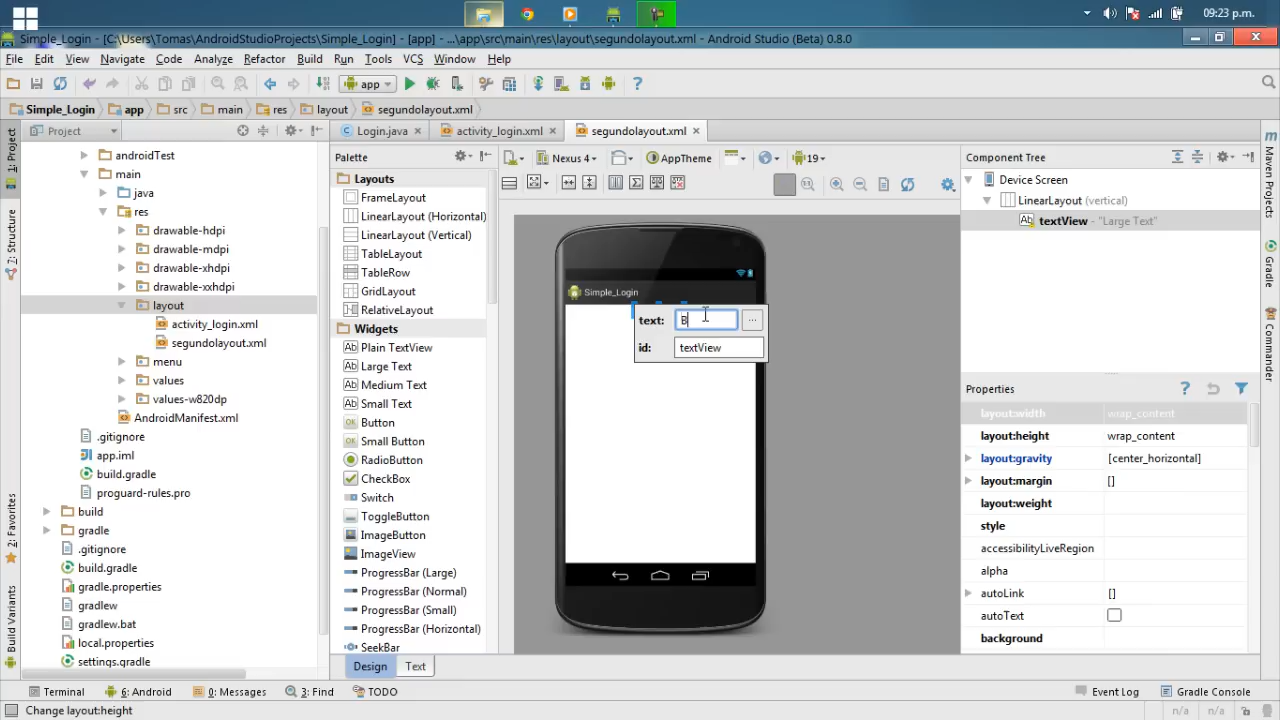 09:23 p.m.
Simple_Login - [C:\Users\Tomas\AndroidStudioProjects\Simple_Login] - [app] - ...\app\src\main\res\layout\segundolayout.xml - Android Studio (Beta) 0.8.0
File Edit View Navigate Code Analyze Refactor Build Run Tools VCS Window Help
app
Simple_Login app src main res layout segundolayout.xml
1: Project
7: Structure
2: Favorites
Build Variants
Project
androidTest
main
java
res
drawable-hdpi
drawable-mdpi
drawable-xhdpi
drawable-xxhdpi
layout
activity_login.xml
segundolayout.xml
menu
values
values-w820dp
AndroidManifest.xml
.gitignore
app.iml
build.gradle
proguard-rules.pro
build
gradle
.gitignore
build.gradle
gradle.properties
gradlew
gradlew.bat
local.properties
settings.gradle
Login.java activity_login.xml segundolayout.xml
Palette
Layouts
FrameLayout
LinearLayout (Horizontal)
LinearLayout (Vertical)
TableLayout
TableRow
GridLayout
RelativeLayout
Widgets
Plain TextView
Large Text
Medium Text
Small Text
Button
Small Button
RadioButton
CheckBox
Switch
ToggleButton
ImageButton
ImageView
ProgressBar (Large)
ProgressBar (Normal)
ProgressBar (Small)
ProgressBar (Horizontal)
SeekBar
Design Text
Nexus 4 AppTheme 19
Simple_Login
text: B ...
id: textView
Component Tree
Device Screen
LinearLayout (vertical)
textView - "Large Text"
Properties
layout:width wrap_content
layout:height wrap_content
layout:gravity [center_horizontal]
layout:margin []
layout:weight
style
accessibilityLiveRegion
alpha
autoLink []
autoText
background
Maven Projects
Gradle
Commander
Terminal 6: Android 0: Messages 3: Find TODO Event Log Gradle Console
Change layout:height n/a n/a